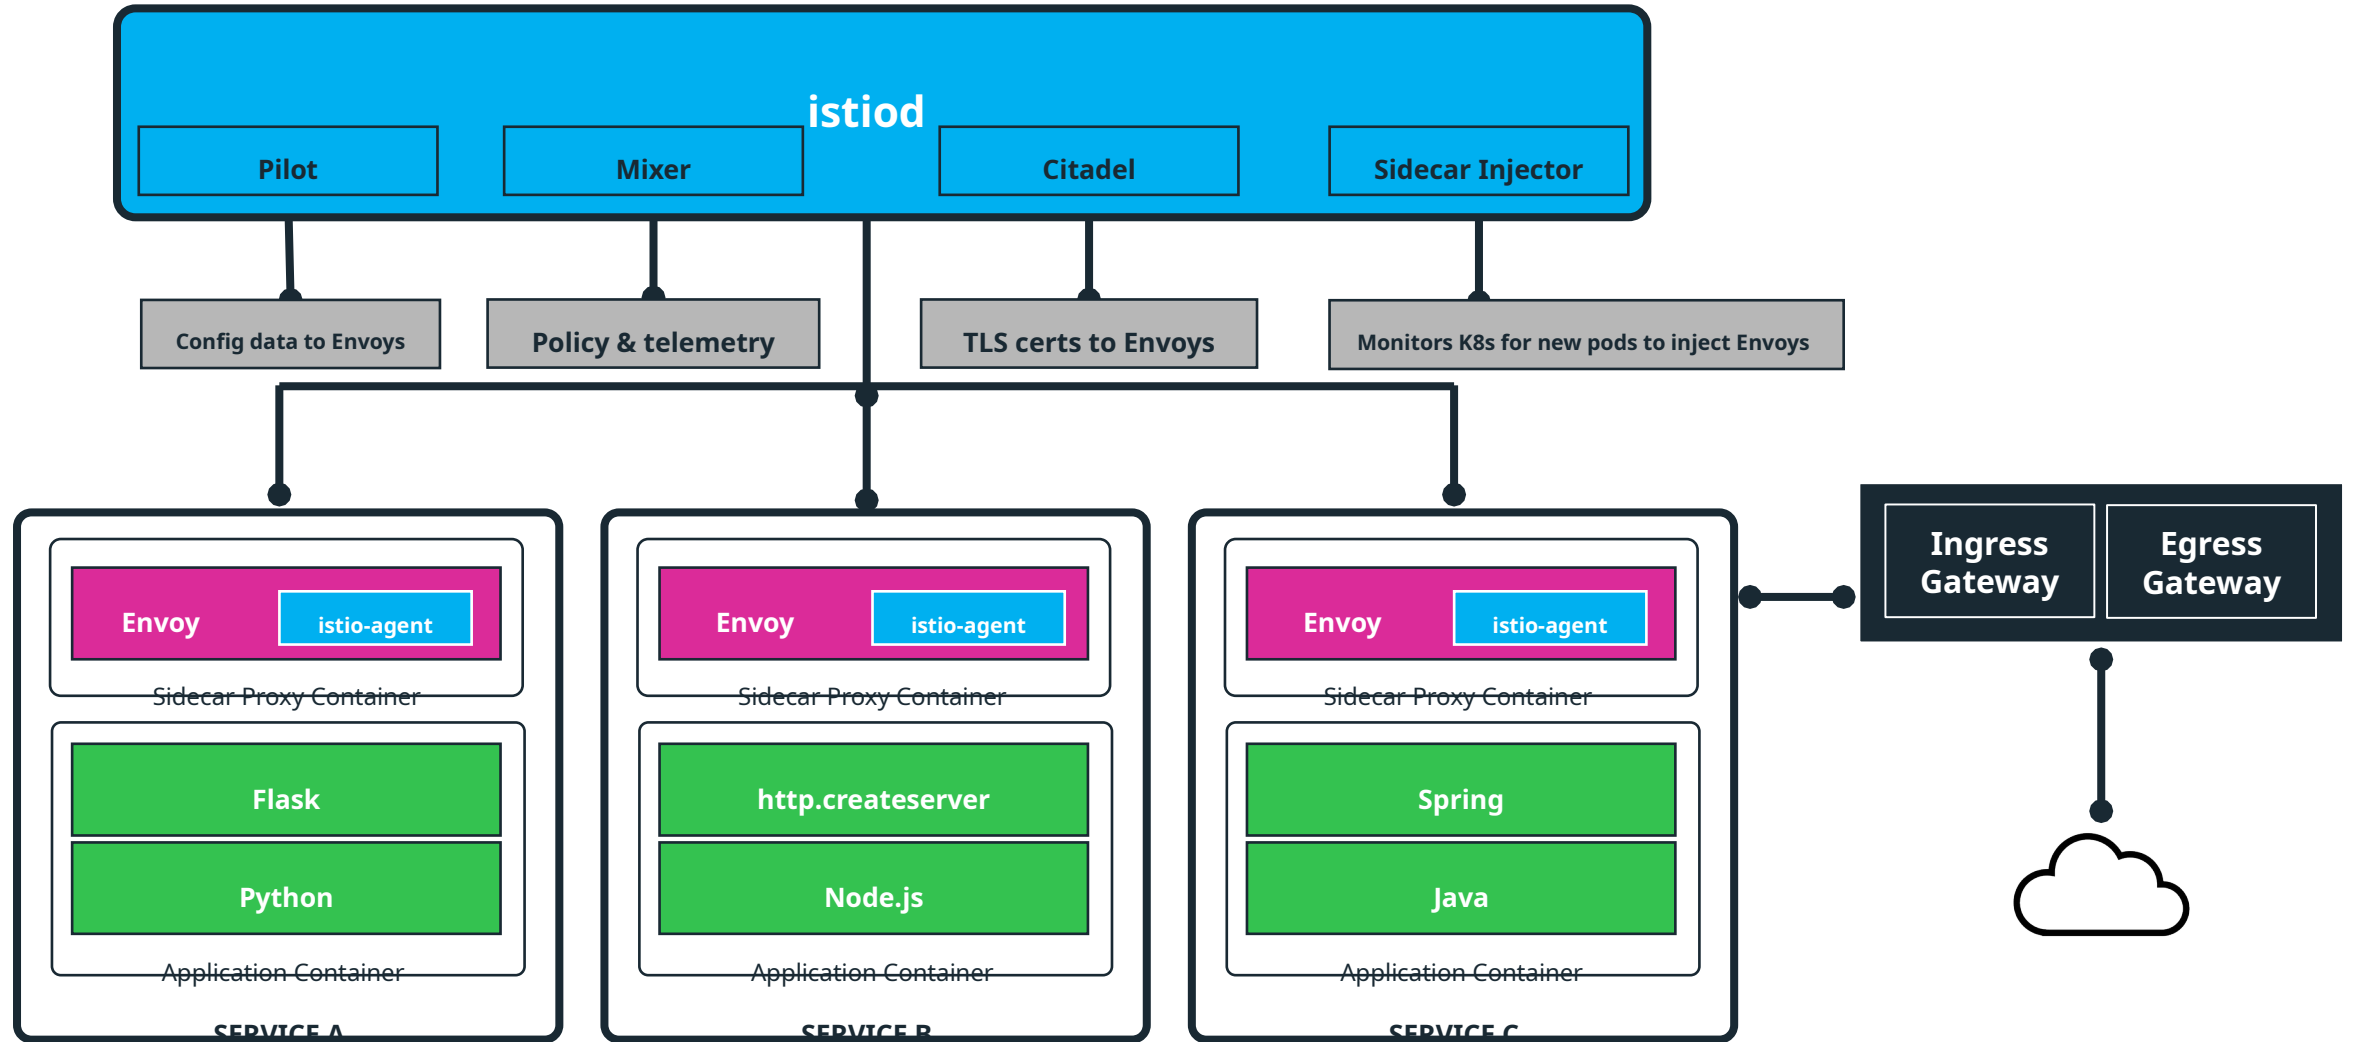 istiod
Pilot
Mixer
Citadel
Sidecar Injector
Config data to Envoys
Policy & telemetry
TLS certs to Envoys
Monitors K8s for new pods to inject Envoys
Envoy
istio-agent
Sidecar Proxy Container
Flask
Python
Application Container
SERVICE A
Envoy
istio-agent
Sidecar Proxy Container
http.createserver
Node.js
Application Container
SERVICE B
Envoy
istio-agent
Sidecar Proxy Container
Spring
Java
Application Container
SERVICE C
Ingress
Gateway
Egress
Gateway